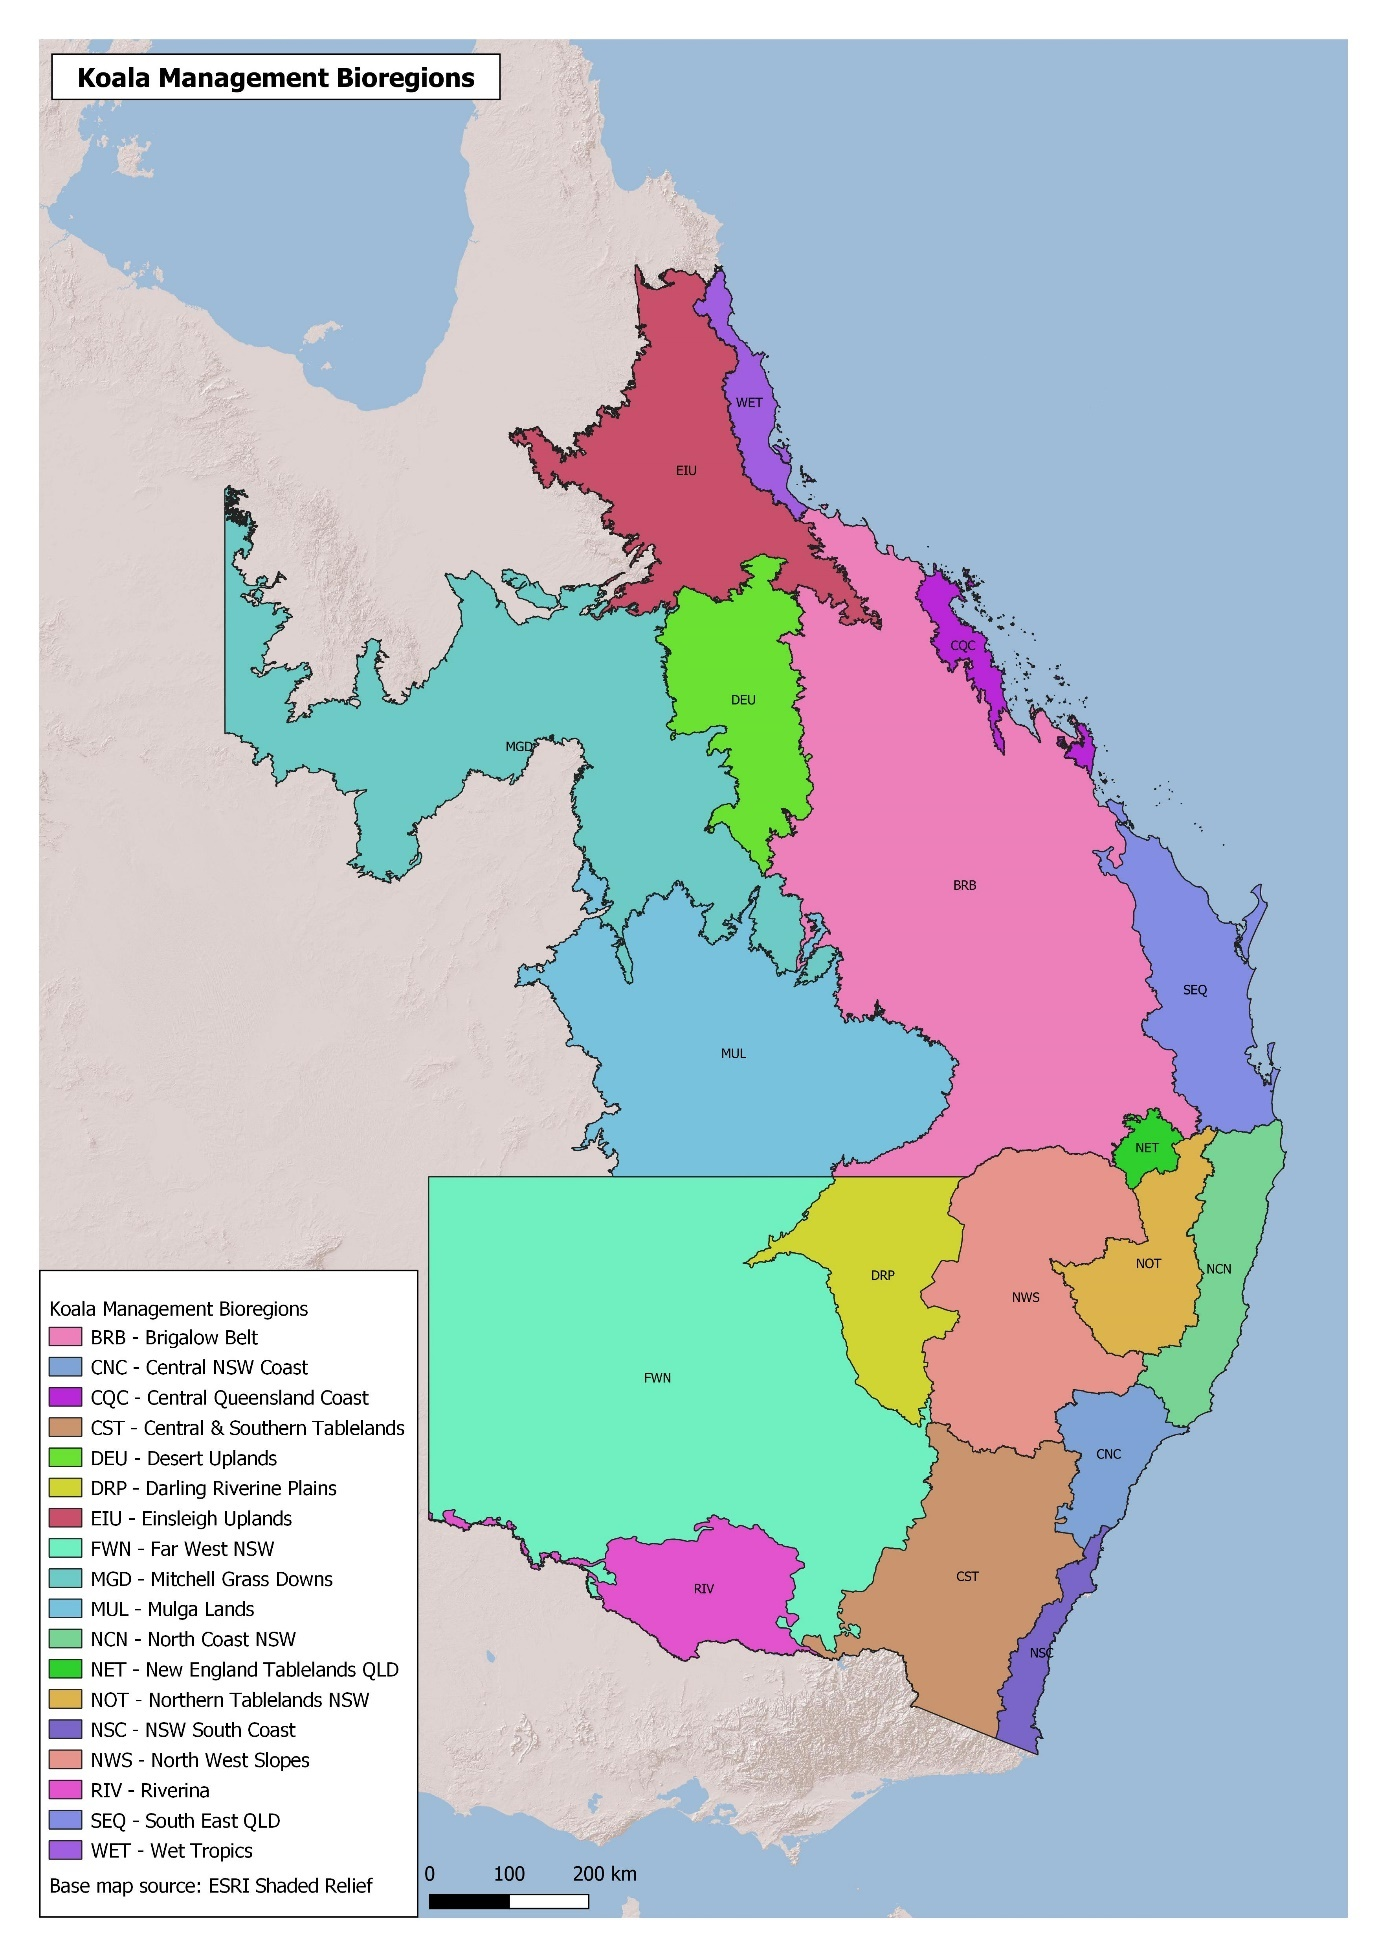 Koala Management Bioregions
WET
EIU
CQC
DEU
MGD
BRB
SEQ
MUL
NET
NOT
NCN
DRP
NWS
FWN
CNC
CST
RIV
NSC
Koala Management Bioregions
BRB - Brigalow Belt
CNC - Central NSW Coast
CQC - Central Queensland Coast
CST - Central & Southern Tablelands
DEU - Desert Uplands
DRP - Darling Riverine Plains
EIU - Einsleigh Uplands
FWN - Far West NSW
MGD - Mitchell Grass Downs
MUL - Mulga Lands
NCN - North Coast NSW
NET - New England Tablelands QLD
NOT - Northern Tablelands NSW
NSC - NSW South Coast
NWS - North West Slopes
RIV - Riverina
SEQ - South East QLD
WET - Wet Tropics
Base map source: ESRI Shaded Relief
0 100 200 km